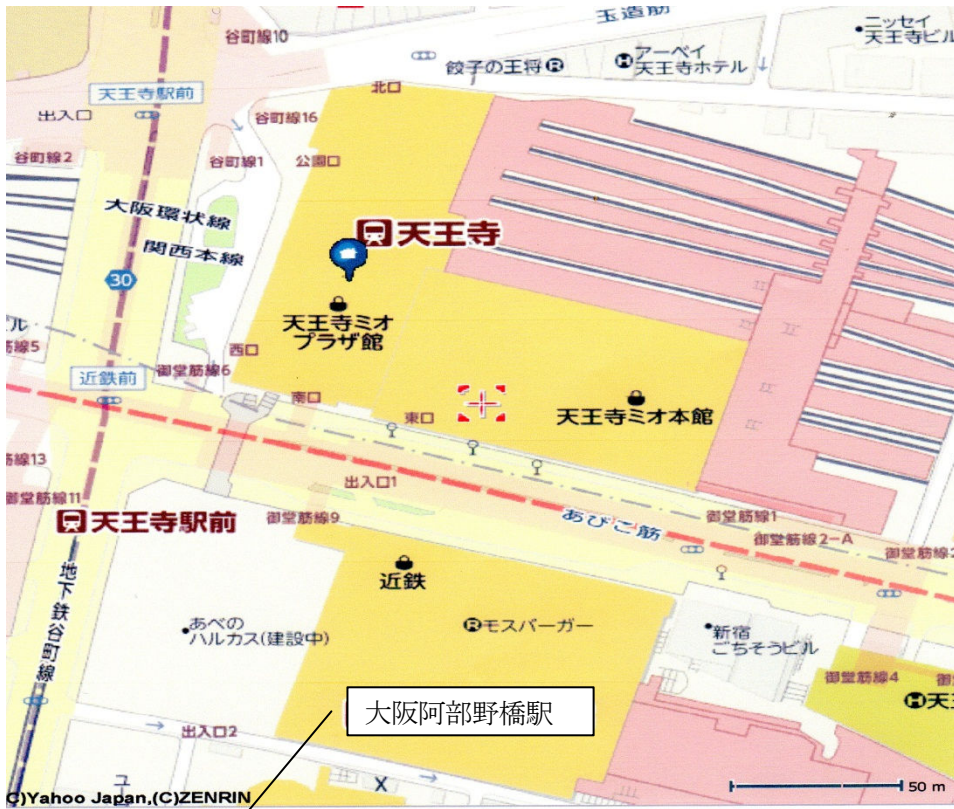 谷町線10
玉造筋
ニッセイ
天王寺ビル
餃子の王将
アーベイ
天王寺ホテル
天王寺駅前
北口
出入口
谷町線16
谷町線2
谷町線1
公園口
大阪環状線
関西本線
天王寺
30
天王寺ミオ
プラザ館
ル
筋線5
西口
御堂筋線6
近鉄前
南口
東口
天王寺ミオ本館
筋線13
出入口1
御堂筋線11
天王寺駅前
御堂筋線9
あびこ筋
御堂筋線1
御堂筋線2-A
御堂筋線2
近鉄
地下鉄谷町線
あべの
ハルカス(建設中)
モスバーガー
新宿
ごちそうビル
御堂筋線4
御
天王
大阪阿部野橋駅
出入口2
ユ
X
C)Yahoo Japan,(C)ZENRIN
50 m